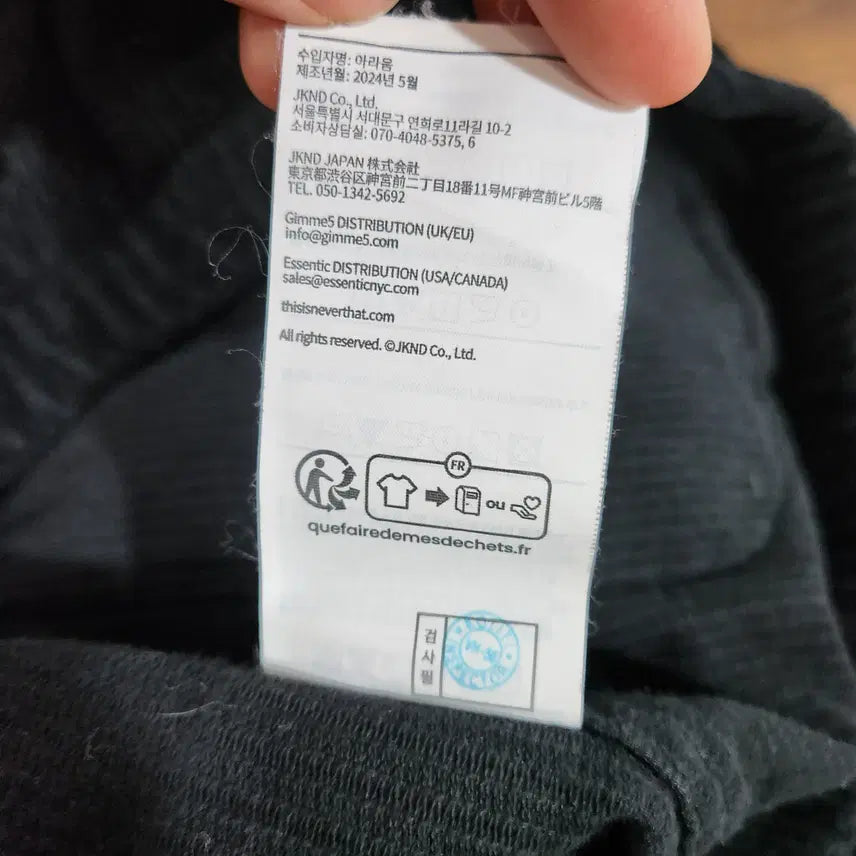 수입자명: 아라움
제조년월: 2024년 5월
JKND Co., Ltd.
서울특별시 서대문구 연희로11라길 10-2
소비자상담실: 070-4048-5375, 6
JKND JAPAN 株式会社
東京都渋谷区神宮前二丁目18番11号MF神宮前ビル5階
TEL. 050-1342-5692
Gimme5 DISTRIBUTION (UK/EU)
info@gimme5.com
Essentic DISTRIBUTION (USA/CANADA)
sales@essenticnyc.com
thisisneverthat.com
All rights reserved. ©JKND Co., Ltd.
FR
ou
quefairedemesdechets.fr
검사필